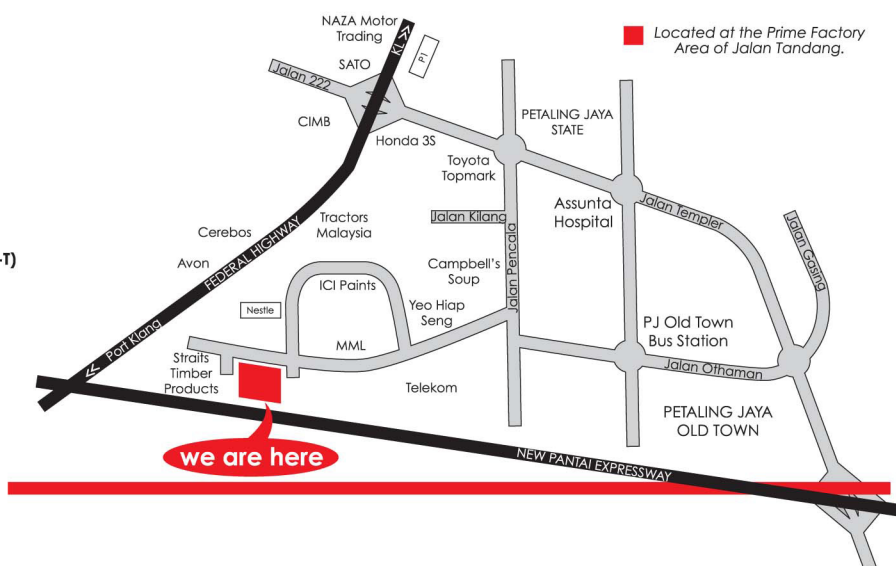 NAZA Motor
Trading
KL
P1
Located at the Prime Factory
Area of Jalan Tandang.
SATO
Jalan 222
CIMB
Honda 3S
PETALING JAYA
STATE
Toyota
Topmark
Assunta
Hospital
Jalan Templer
Jalan Kilang
Jalan Pencala
Jalan Gasing
Tractors
Malaysia
Cerebos
FEDERAL HIGHWAY
Avon
-T)
Campbell's
Soup
ICI Paints
Nestle
Yeo Hiap
Seng
PJ Old Town
Bus Station
Port Klang
MML
Straits
Timber
Products
Telekom
Jalan Othaman
PETALING JAYA
OLD TOWN
we are here
NEW PANTAI EXPRESSWAY